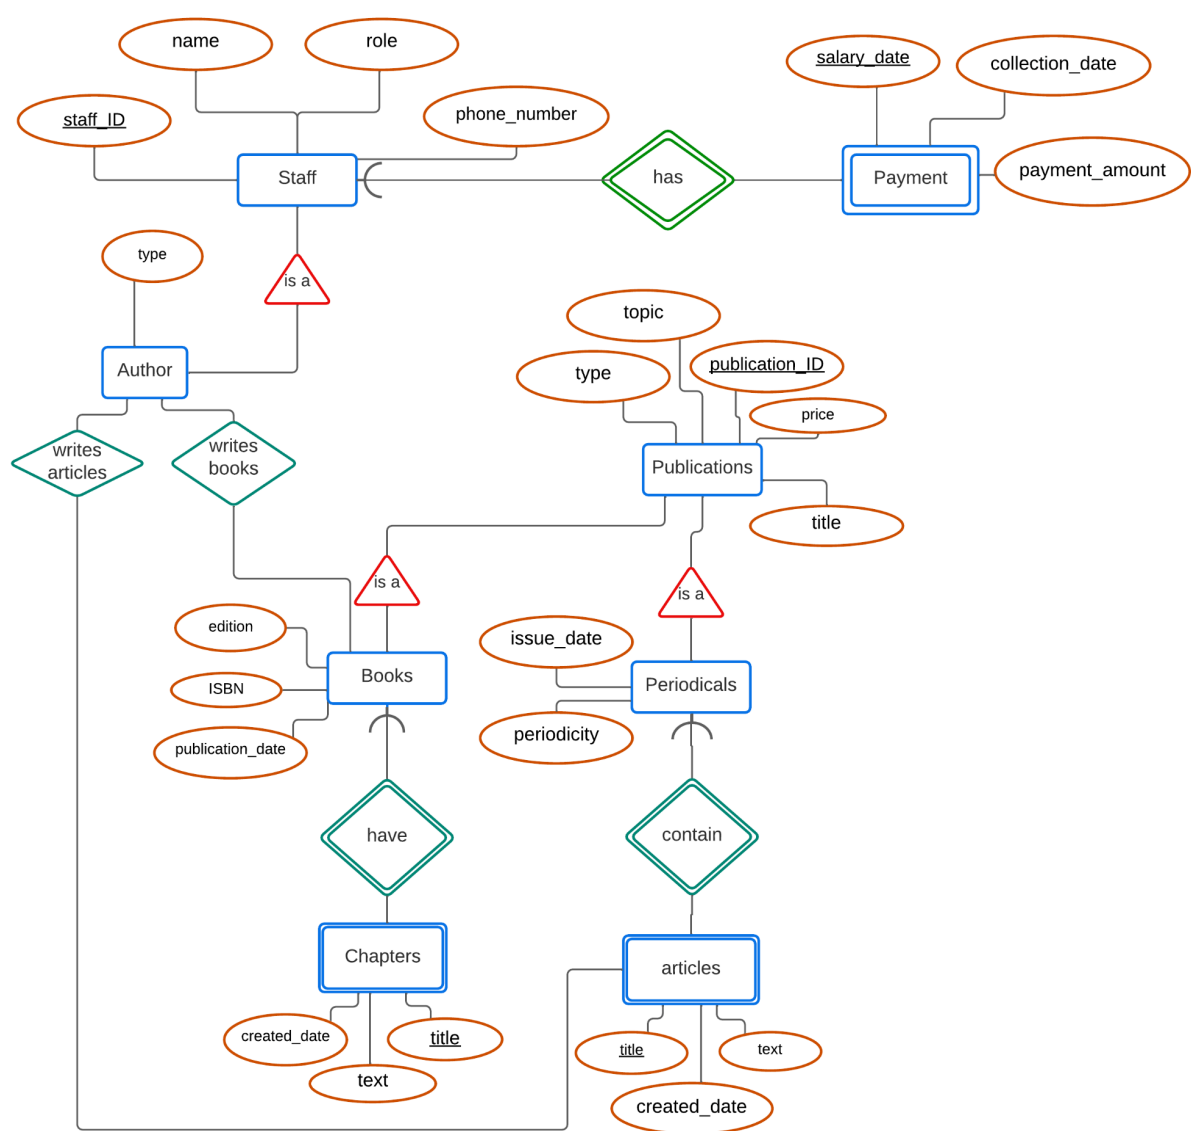 name
role
salary_date
collection_date
staff_ID
phone_number
Staff
has
Payment
payment_amount
type
is a
topic
Author
type
publication_ID
price
writes
articles
writes
books
Publications
title
is a
is a
edition
issue_date
Books
Periodicals
ISBN
publication_date
periodicity
have
contain
Chapters
articles
created_date
title
title
text
text
created_date